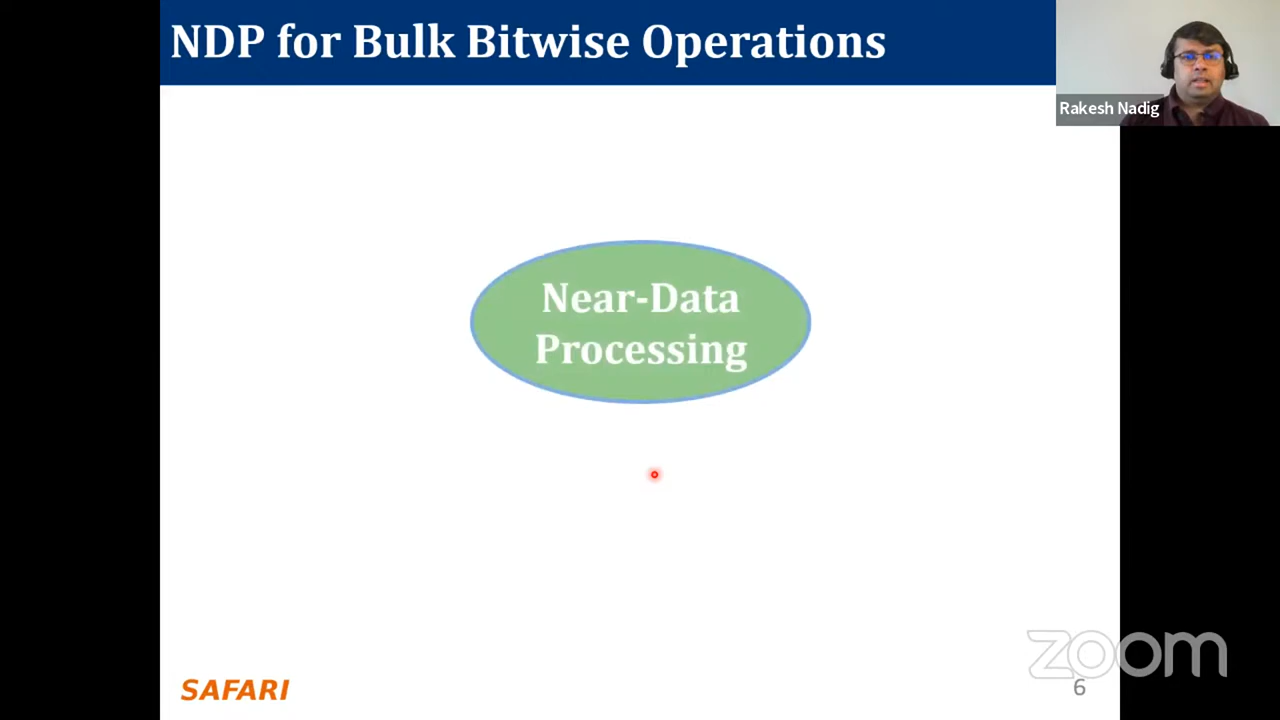 NDP for Bulk Bitwise Operations
Rakesh Nadig
Near-Data
Processing
zoom
SAFARI
6